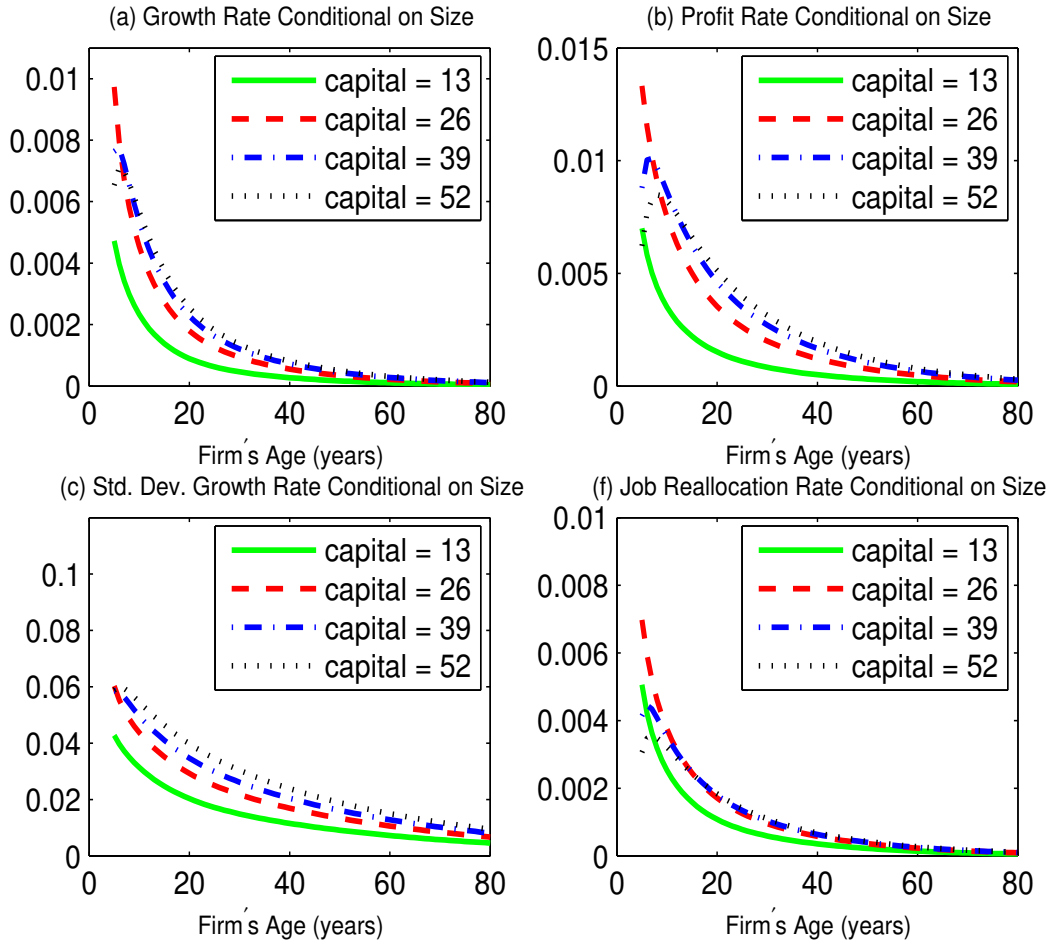 (a) Growth Rate Conditional on Size
0.01
0.008
0.006
0.004
0.002
0
0 20 40 60 80
capital = 13
capital = 26
capital = 39
capital = 52
Firm′s Age (years)
(b) Profit Rate Conditional on Size
0.015
0.01
0.005
0
0 20 40 60 80
capital = 13
capital = 26
capital = 39
capital = 52
Firm′s Age (years)
(c) Std. Dev. Growth Rate Conditional on Size
0.1
0.08
0.06
0.04
0.02
0
0 20 40 60 80
capital = 13
capital = 26
capital = 39
capital = 52
Firm′s Age (years)
(f) Job Reallocation Rate Conditional on Size
0.01
0.008
0.006
0.004
0.002
0
0 20 40 60 80
capital = 13
capital = 26
capital = 39
capital = 52
Firm′s Age (years)